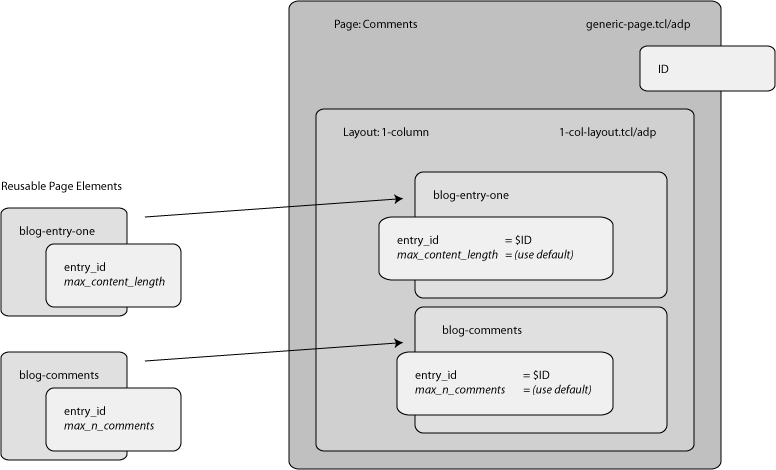 Page: Comments generic-page.tcl/adp
ID
Layout: 1-column 1-col-layout.tcl/adp
Reusable Page Elements
blog-entry-one
entry_id
max_content_length
blog-comments
entry_id
max_n_comments
blog-entry-one
entry_id = $ID
max_content_length = (use default)
blog-comments
entry_id = $ID
max_n_comments = (use default)